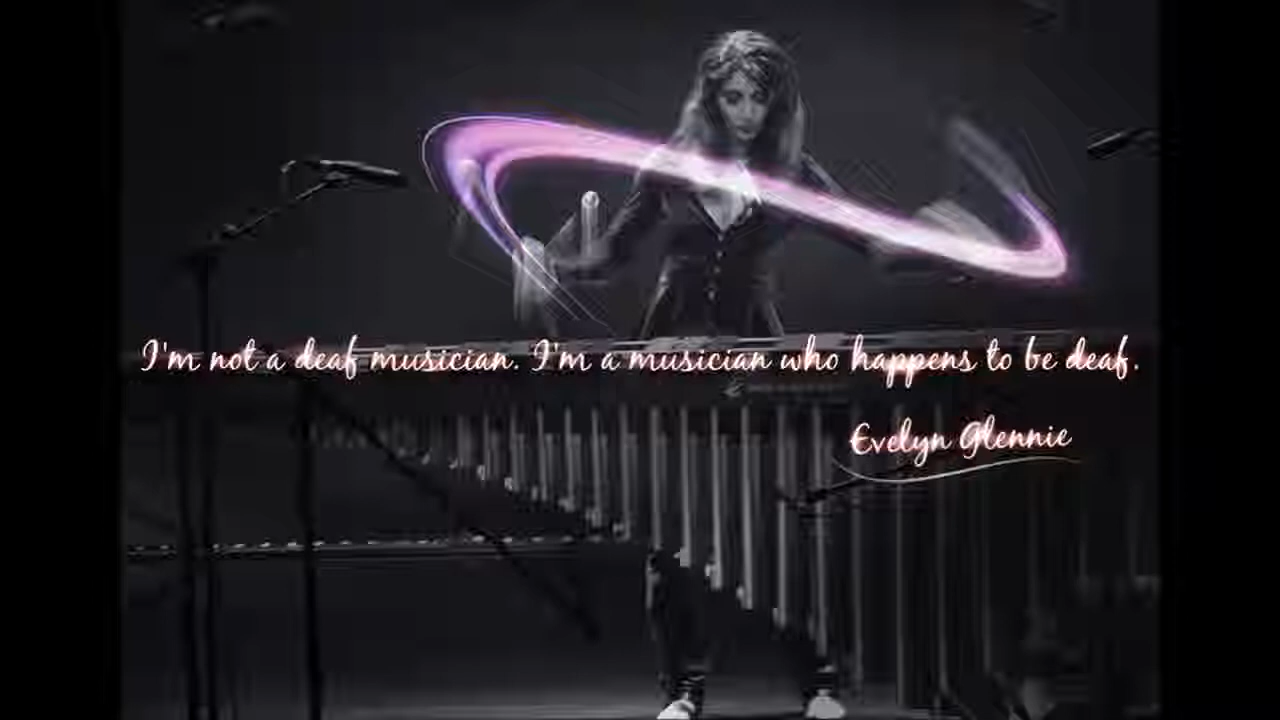 I'm not a deaf musician. I'm a musician who happens to be deaf.
Evelyn Glennie